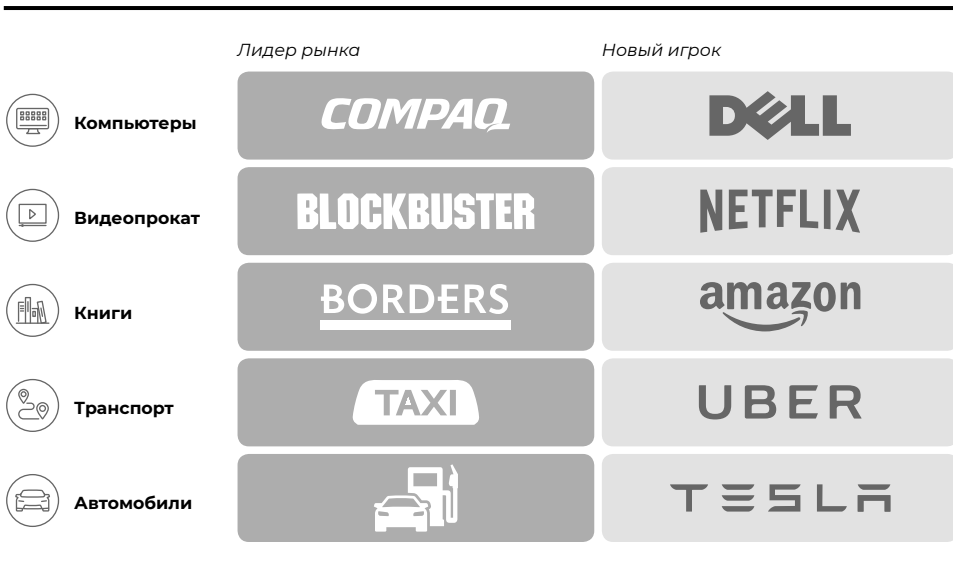 Лидер рынка Новый игрок
Компьютеры COMPAQ DELL
Видеопрокат BLOCKBUSTER NETFLIX
Книги BORDERS amazon
Транспорт TAXI UBER
Автомобили TESLA